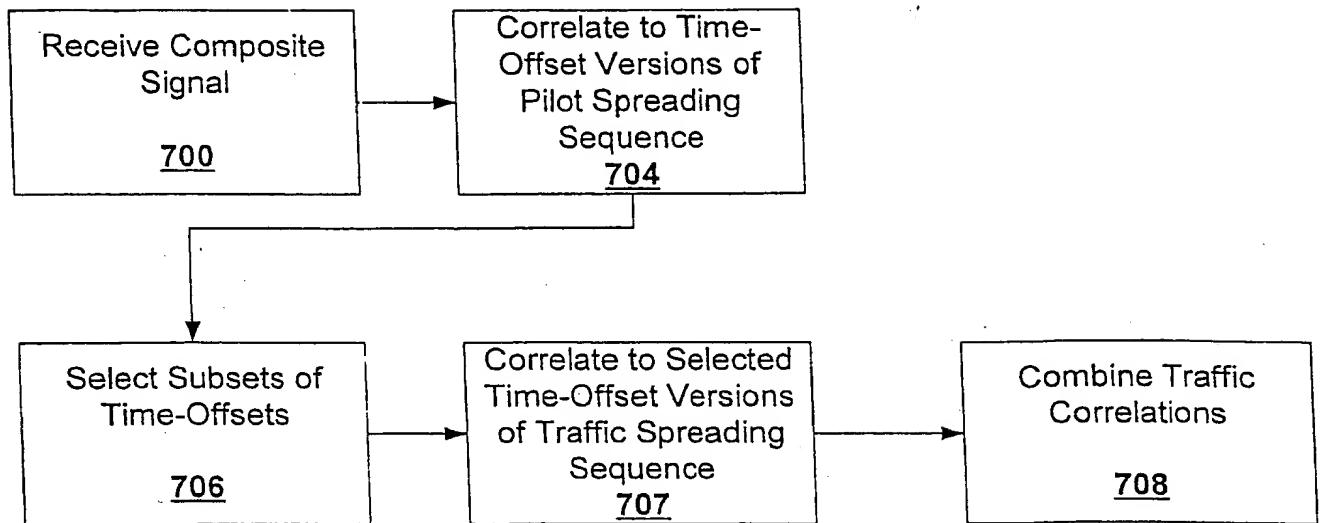 Receive Composite
Signal
700
Correlate to Time-
Offset Versions of
Pilot Spreading
Sequence
704
Select Subsets of
Time-Offsets
706
Correlate to Selected
Time-Offset Versions
of Traffic Spreading
Sequence
707
Combine Traffic
Correlations
708